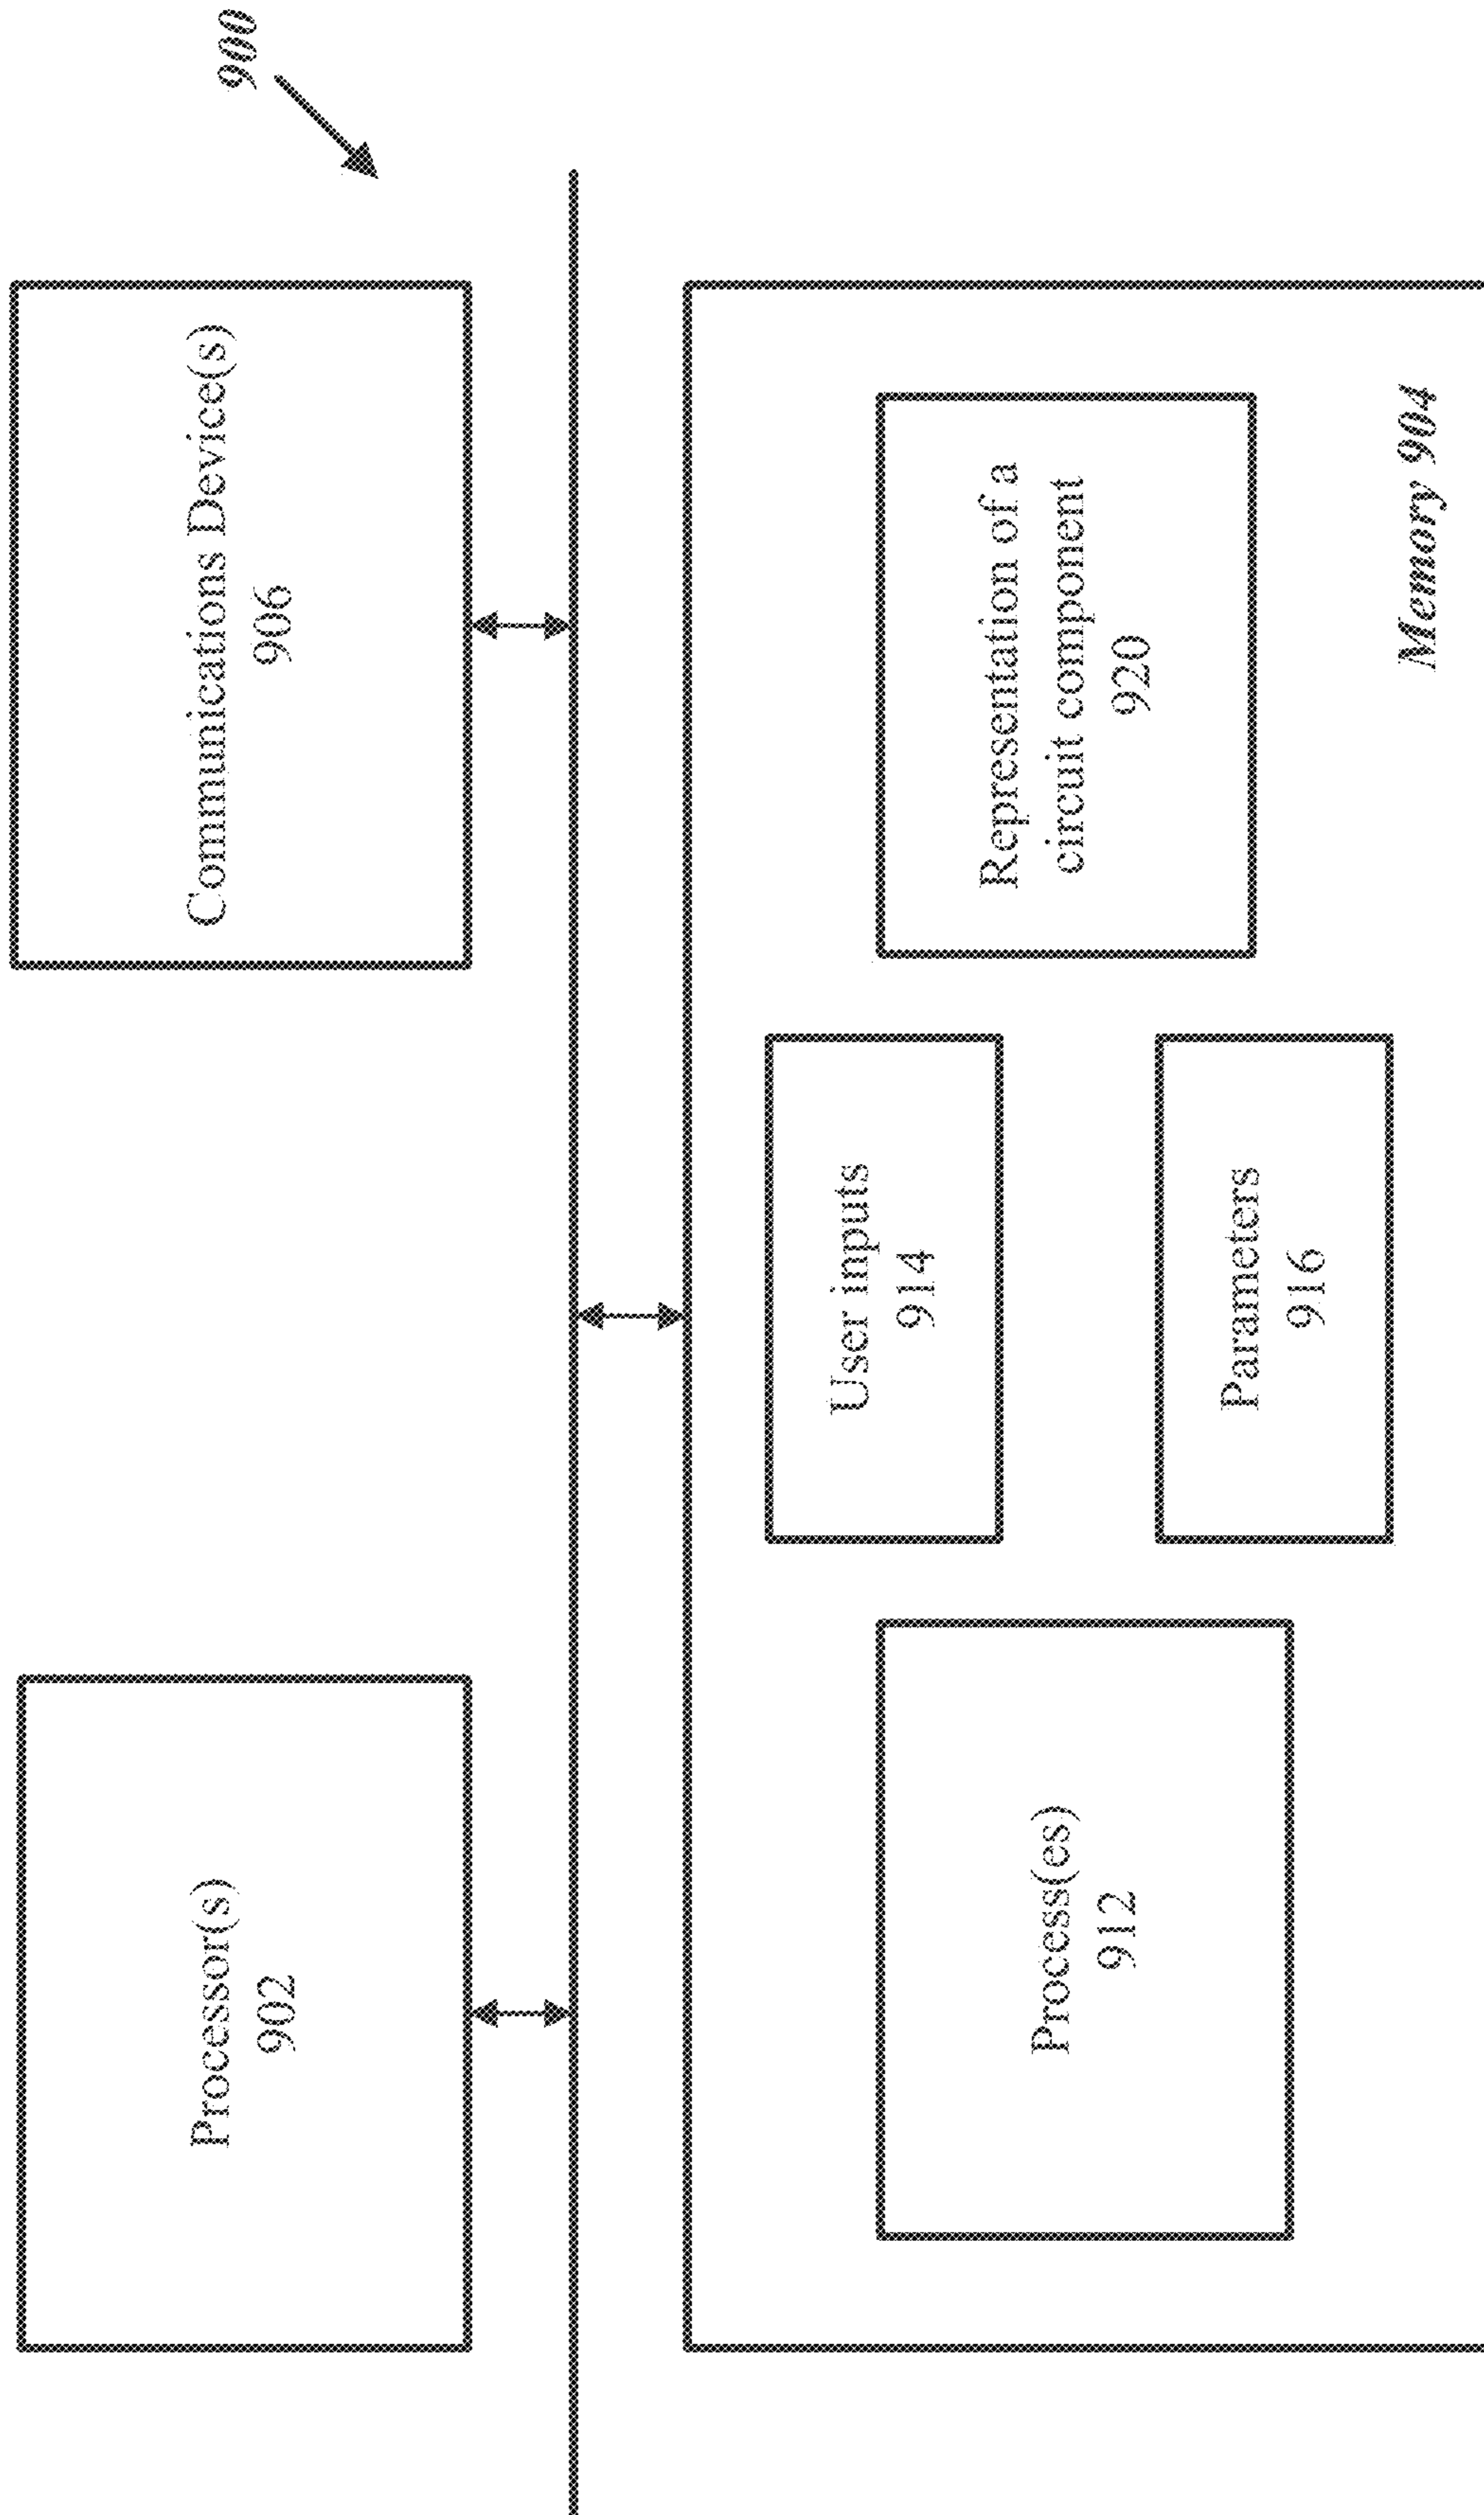 900
Processor(s)
902
Communications Device(s)
906
Process(es)
912
User inputs
914
Parameters
916
Representation of a
circuit component
920
Memory 904